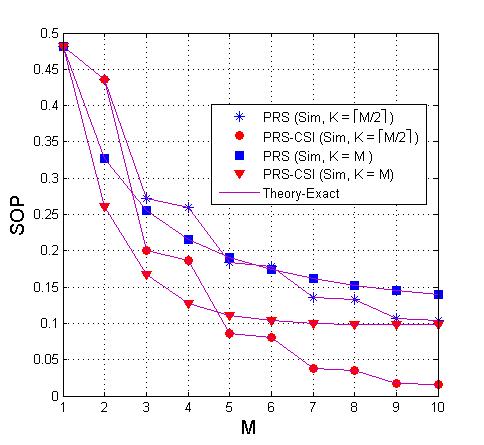 0.5
0.45
0.4
0.35
0.3
0.25
0.2
0.15
0.1
0.05
0
SOP
PRS (Sim, K = ⌈M/2⌉ )
PRS-CSI (Sim, K = ⌈M/2⌉ )
PRS (Sim, K = M )
PRS-CSI (Sim, K = M)
Theory-Exact
1 2 3 4 5 6 7 8 9 10
M